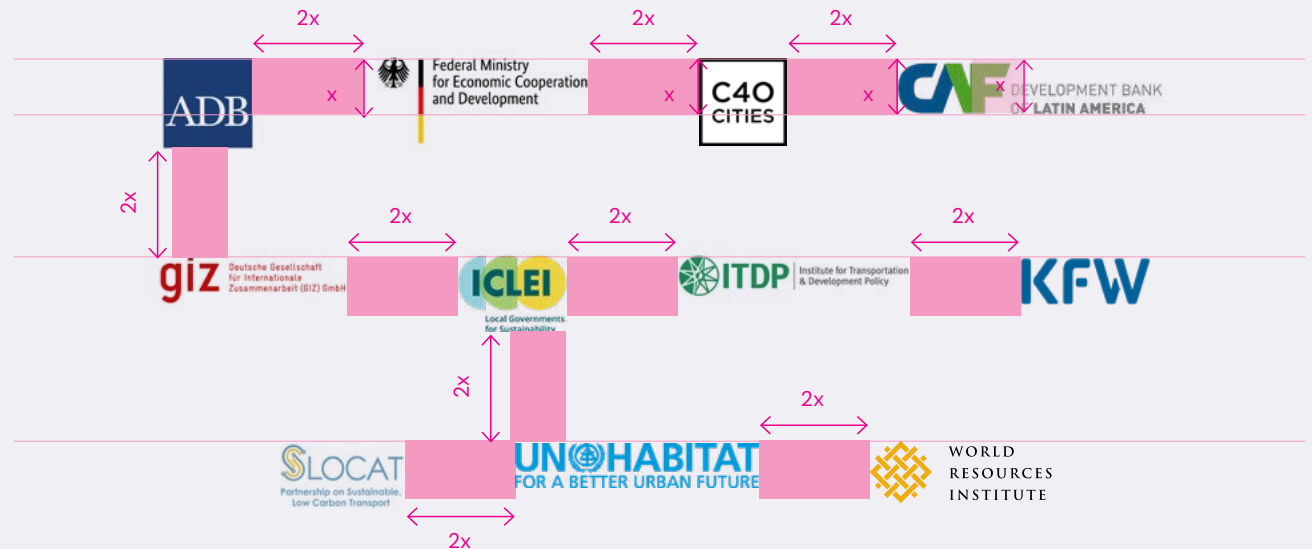 2x
2x
2x
ADB
x
Federal Ministry
for Economic Cooperation
and Development
x
C40
CITIES
x
CAF
x
DEVELOPMENT BANK
OF LATIN AMERICA
2x
2x
2x
2x
giz
Deutsche Gesellschaft
für Internationale
Zusammenarbeit (GIZ) GmbH
ICLEI
Local Governments
for Sustainability
ITDP
Institute for Transportation
& Development Policy
KFW
2x
2x
SLOCAT
Partnership on Sustainable,
Low Carbon Transport
UN HABITAT
FOR A BETTER URBAN FUTURE
WORLD
RESOURCES
INSTITUTE
2x